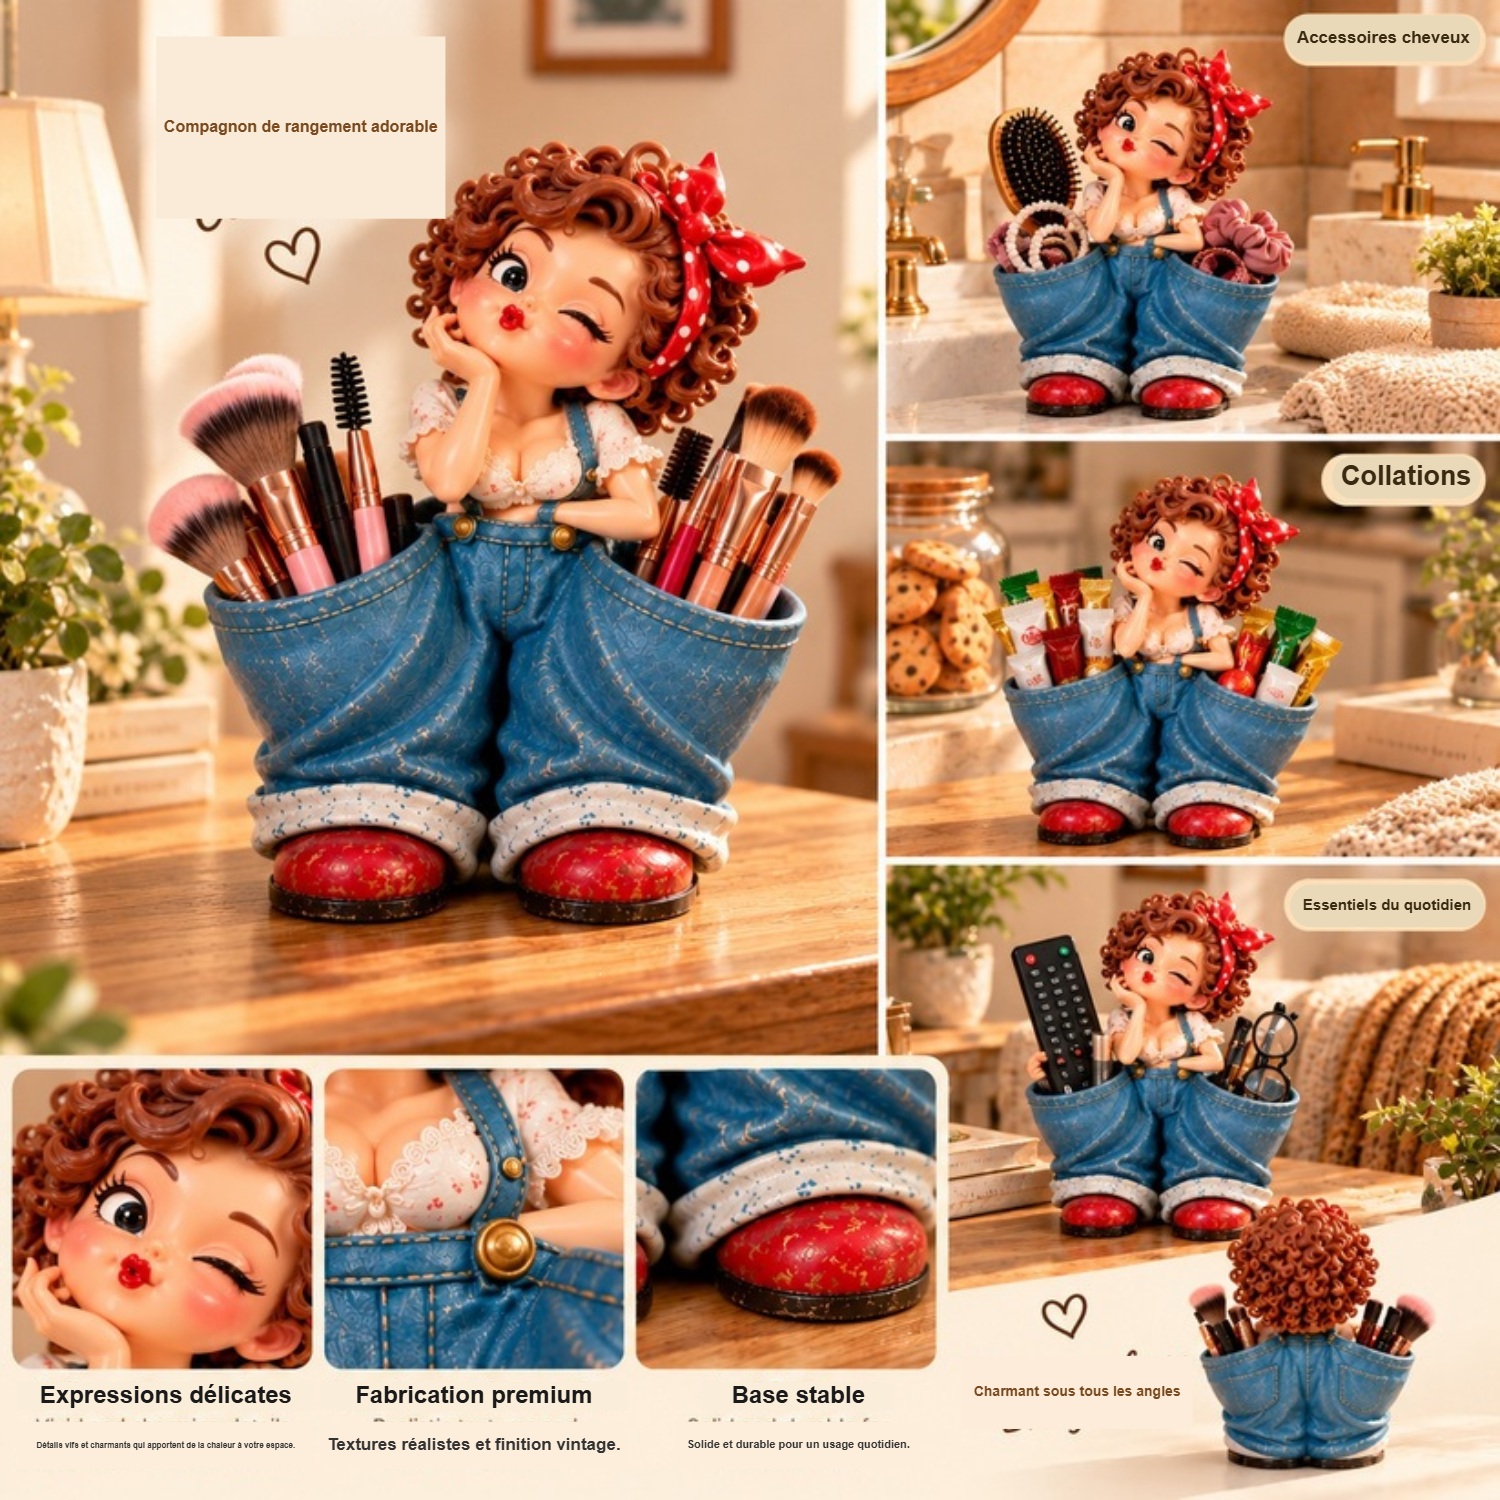 Compagnon de rangement adorable
Accessoires cheveux
Collations
Essentiels du quotidien
Expressions délicates
Détails vifs et charmants qui apportent de la chaleur à votre espace.
Fabrication premium
Textures réalistes et finition vintage.
Base stable
Solide et durable pour un usage quotidien.
Charmant sous tous les angles